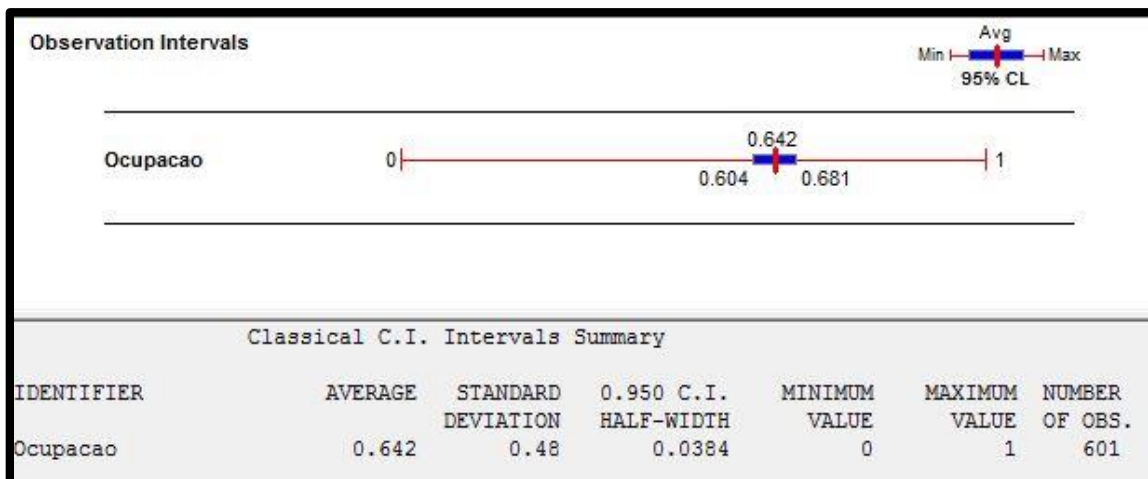 Observation Intervals
Avg
Min Max
95% CL
0.642
Ocupacao 0 1
0.604 0.681
Classical C.I. Intervals Summary
IDENTIFIER AVERAGE STANDARD 0.950 C.I. MINIMUM MAXIMUM NUMBER
DEVIATION HALF-WIDTH VALUE VALUE OF OBS.
Ocupacao 0.642 0.48 0.0384 0 1 601